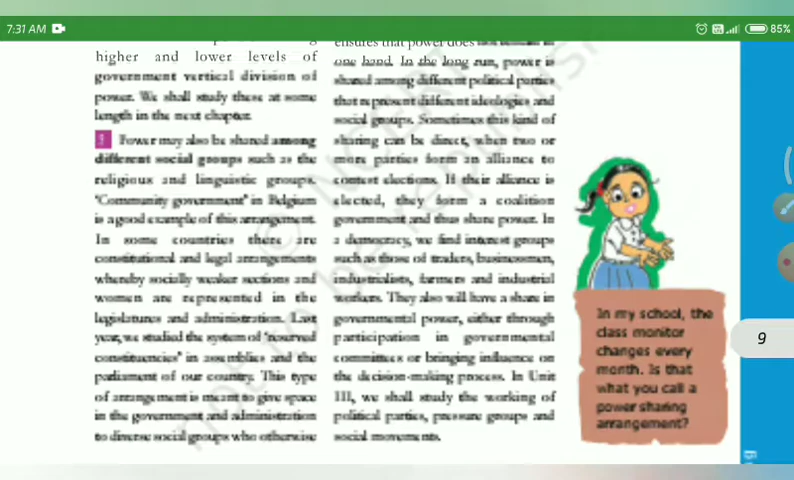 7:31 AM
85%
higher and lower levels of
government vertical division of
power. We shall study these at some
length in the next chapter.
3 Power may also be shared among
different social groups such as the
religious and linguistic groups.
'Community government' in Belgium
is a good example of this arrangement.
In some countries there are
constitutional and legal arrangements
whereby socially weaker sections and
women are represented in the
legislatures and administration. Last
year, we studied the system of 'reserved
constituencies' in assemblies and the
parliament of our country. This type
of arrangement is meant to give space
in the government and administration
to diverse social groups who otherwise
ensures that power does not remain in
one hand. In the long run, power is
shared among different political parties
that represent different ideologies and
social groups. Sometimes this kind of
sharing can be direct, when two or
more parties form an alliance to
contest elections. If their alliance is
elected, they form a coalition
government and thus share power. In
a democracy, we find interest groups
such as those of traders, businessmen,
industrialists, farmers and industrial
workers. They also will have a share in
governmental power, either through
participation in governmental
committees or bringing influence on
the decision-making process. In Unit
III, we shall study the working of
political parties, pressure groups and
social movements.
In my school, the
class monitor
changes every
month. Is that
what you call a
power sharing
arrangement?
9
© NCERT
not to be republished